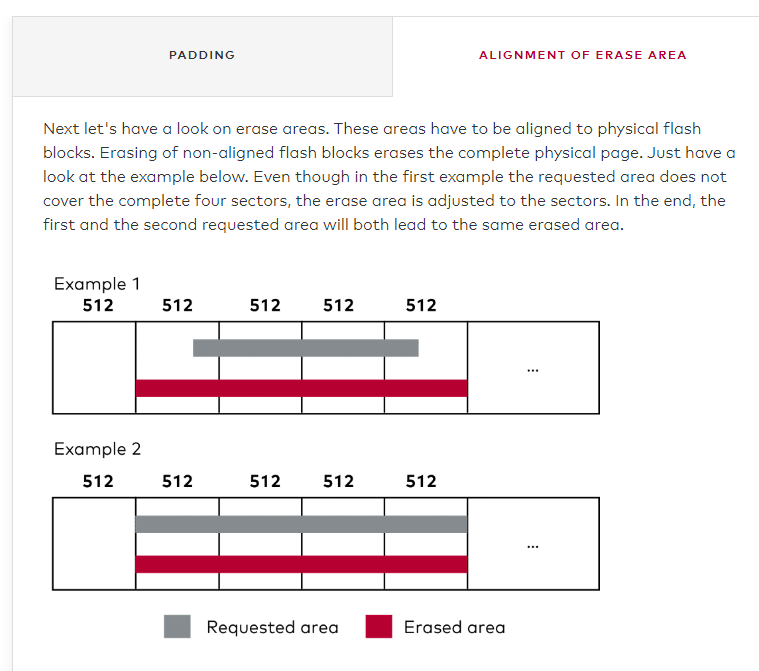 PADDING
ALIGNMENT OF ERASE AREA
Next let's have a look on erase areas. These areas have to be aligned to physical flash
blocks. Erasing of non-aligned flash blocks erases the complete physical page. Just have a
look at the example below. Even though in the first example the requested area does not
cover the complete four sectors, the erase area is adjusted to the sectors. In the end, the
first and the second requested area will both lead to the same erased area.
Example 1
512 512 512 512 512
...
Example 2
512 512 512 512 512
...
Requested area Erased area